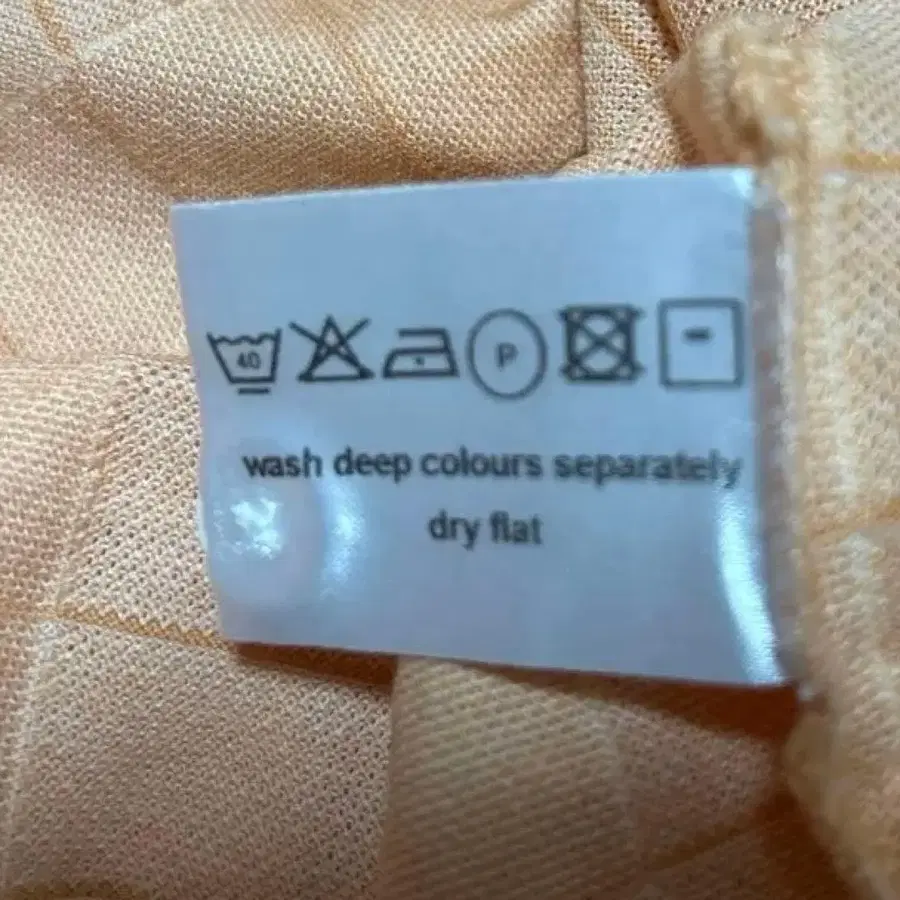 40 P
wash deep colours separately
dry flat